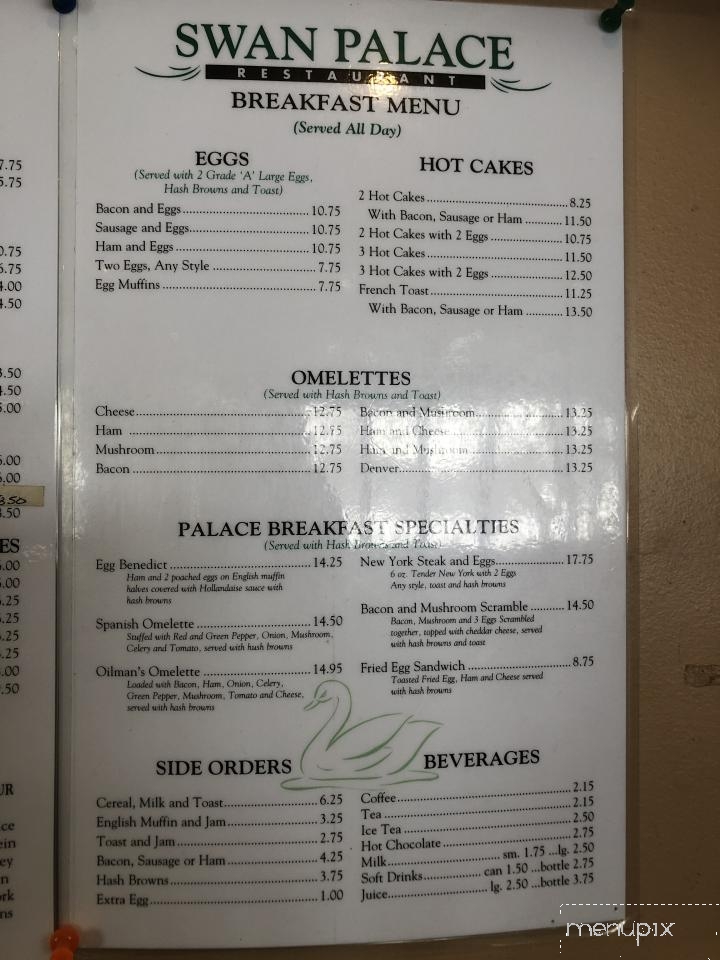 SWAN PALACE
RESTAURANT
BREAKFAST MENU
(Served All Day)
EGGS
(Served with 2 Grade 'A' Large Eggs,
Hash Browns and Toast)
Bacon and Eggs 10.75
Sausage and Eggs 10.75
Ham and Eggs 10.75
Two Eggs, Any Style 7.75
Egg Muffins 7.75
HOT CAKES
2 Hot Cakes 8.25
With Bacon, Sausage or Ham 11.50
2 Hot Cakes with 2 Eggs 10.75
3 Hot Cakes 11.50
3 Hot Cakes with 2 Eggs 12.50
French Toast 11.25
With Bacon, Sausage or Ham 13.50
OMELETTES
(Served with Hash Browns and Toast)
Cheese 12.75
Ham 12.75
Mushroom 12.75
Bacon 12.75
Bacon and Mushroom 13.25
Ham and Cheese 13.25
Ham and Mushroom 13.25
Denver 13.25
PALACE BREAKFAST SPECIALTIES
(Served with Hash Browns and Toast)
Egg Benedict 14.25
Ham and 2 poached eggs on English muffin
halves covered with Hollandaise sauce with
hash browns
Spanish Omelette 14.50
Stuffed with Red and Green Pepper, Onion, Mushroom,
Celery and Tomato, served with hash browns
Oilman's Omelette 14.95
Loaded with Bacon, Ham, Onion, Celery,
Green Pepper, Mushroom, Tomato and Cheese,
served with hash browns
New York Steak and Eggs 17.75
6 oz. Tender New York with 2 Eggs
Any style, toast and hash browns
Bacon and Mushroom Scramble 14.50
Bacon, Mushroom and 3 Eggs Scrambled
together, topped with cheddar cheese, served
with hash browns and toast
Fried Egg Sandwich 8.75
Toasted Fried Egg, Ham and Cheese served
with hash browns
SIDE ORDERS
Cereal, Milk and Toast 6.25
English Muffin and Jam 3.25
Toast and Jam 2.75
Bacon, Sausage or Ham 4.25
Hash Browns 3.75
Extra Egg 1.00
BEVERAGES
Coffee 2.15
Tea 2.15
Ice Tea 2.50
Hot Chocolate 2.75
Milk sm. 1.75 ...lg. 2.50
Soft Drinks can 1.50 ...bottle 2.75
Juice lg. 2.50 ...bottle 3.75
menupix